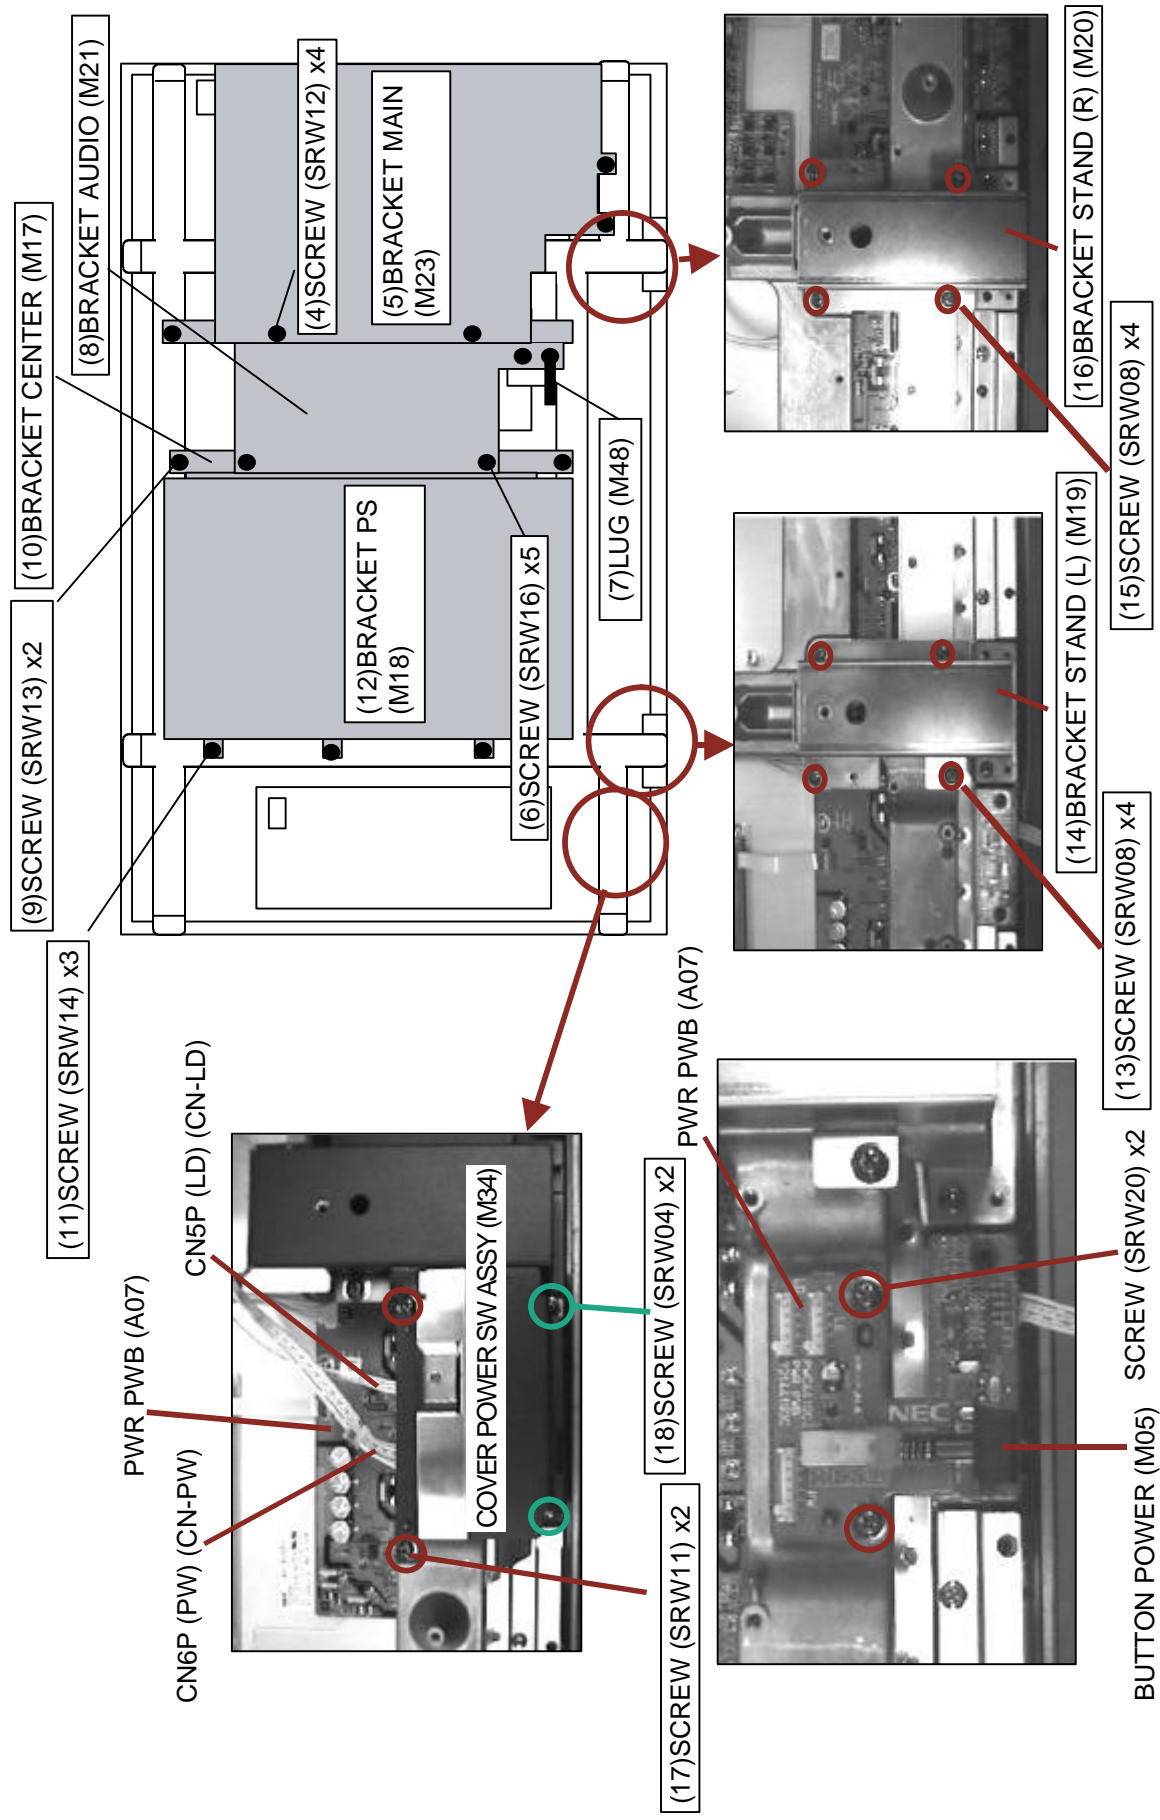 (11)SCREW (SRW14) x3
(9)SCREW (SRW13) x2
(10)BRACKET CENTER (M17)
(8)BRACKET AUDIO (M21)
(4)SCREW (SRW12) x4
(5)BRACKET MAIN
(M23)
(12)BRACKET PS
(M18)
(6)SCREW (SRW16) x5
(7)LUG (M48)
CN6P (PW) (CN-PW)
PWR PWB (A07)
CN5P (LD) (CN-LD)
COVER POWER SW ASSY (M34)
(17)SCREW (SRW11) x2
(18)SCREW (SRW04) x2
PWR PWB (A07)
NEC
BUTTON POWER (M05)
SCREW (SRW20) x2
(13)SCREW (SRW08) x4
(14)BRACKET STAND (L) (M19)
(15)SCREW (SRW08) x4
(16)BRACKET STAND (R) (M20)